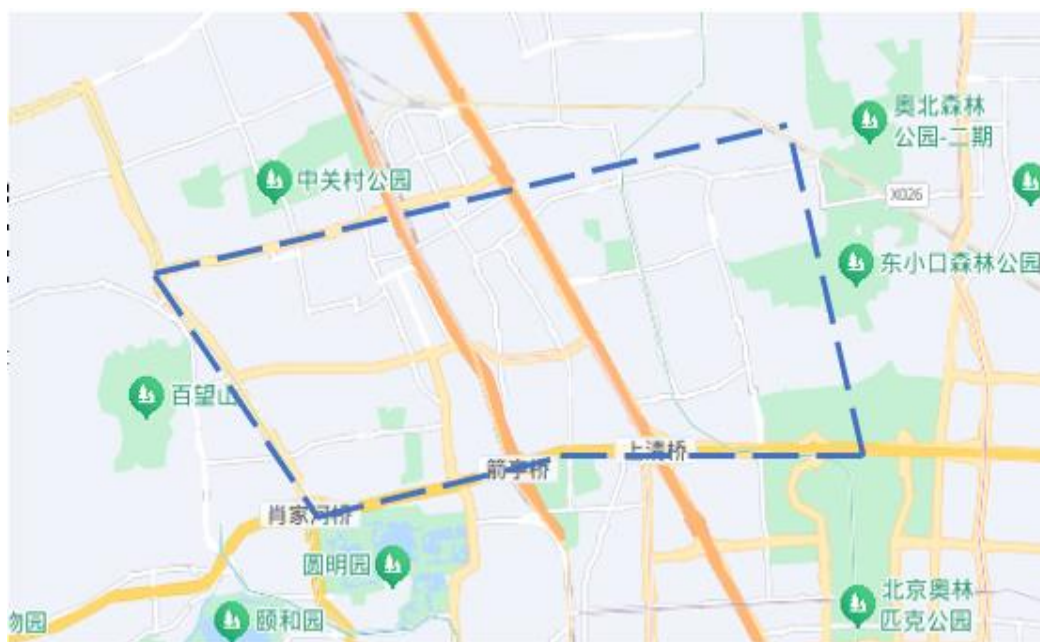 奥北森林
公园-二期
中关村公园
X026
东小口森林公园
百望山
上清桥
箭亭桥
肖家河桥
圆明园
北京奥林
匹克公园
颐和园
物园